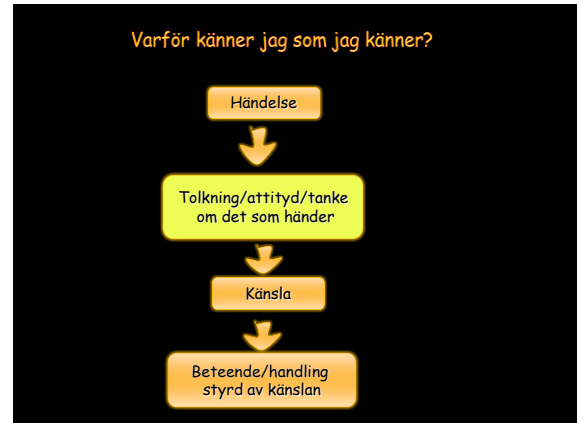 Varför känner jag som jag känner?
Händelse
Tolkning/attityd/tanke
om det som händer
Känsla
Beteende/handling
styrd av känslan